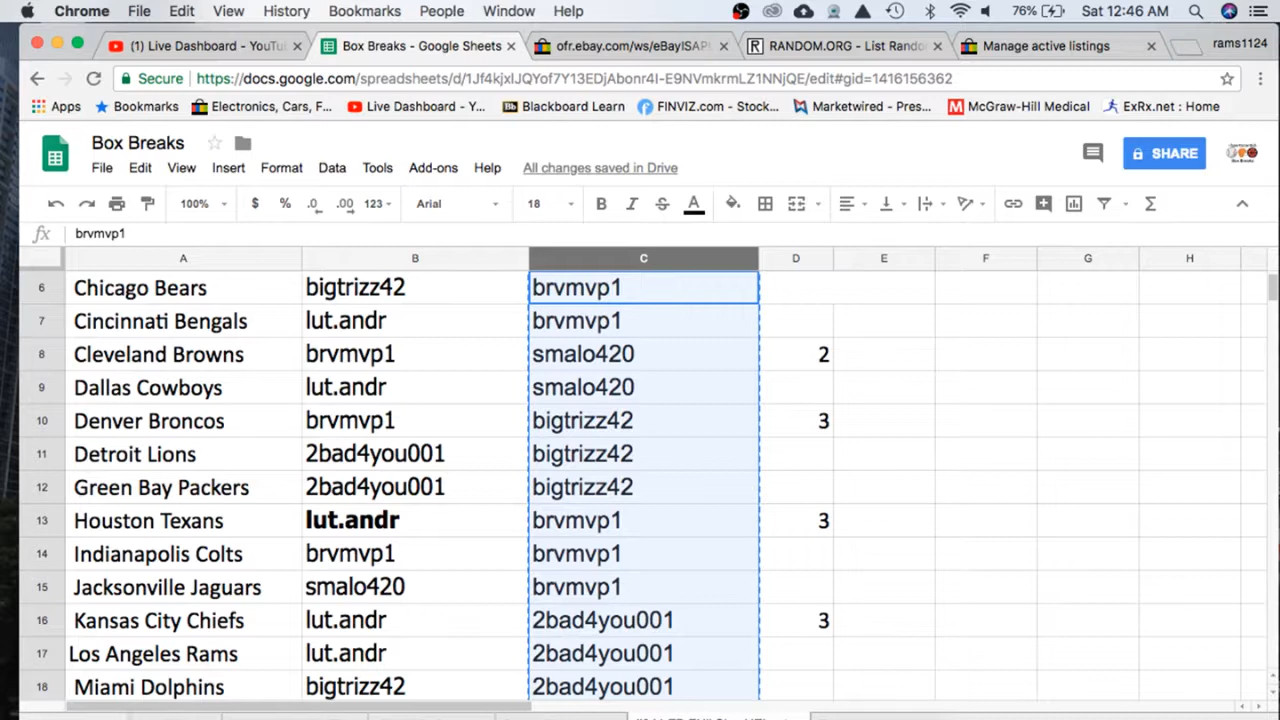 Chrome File Edit View History Bookmarks People Window Help 76% Sat 12:46 AM
(1) Live Dashboard - YouTu Box Breaks - Google Sheets ofr.ebay.com/ws/eBayISAPI RANDOM.ORG - List Rando Manage active listings rams1124
Secure https://docs.google.com/spreadsheets/d/1Jf4kjxlJQYof7Y13EDjAbonr4I-E9NVmkrmLZ1NNjQE/edit#gid=1416156362
Apps Bookmarks Electronics, Cars, F... Live Dashboard - Y... Bb Blackboard Learn FINVIZ.com - Stock... Marketwired - Pres... M McGraw-Hill Medical ExRx.net : Home
Box Breaks
File Edit View Insert Format Data Tools Add-ons Help All changes saved in Drive SHARE
100% $ % .0 .00 123 Arial 18 B I S A
fx brvmvp1
A B C D E F G H
6 Chicago Bears bigtrizz42 brvmvp1
7 Cincinnati Bengals lut.andr brvmvp1
8 Cleveland Browns brvmvp1 smalo420 2
9 Dallas Cowboys lut.andr smalo420
10 Denver Broncos brvmvp1 bigtrizz42 3
11 Detroit Lions 2bad4you001 bigtrizz42
12 Green Bay Packers 2bad4you001 bigtrizz42
13 Houston Texans lut.andr brvmvp1 3
14 Indianapolis Colts brvmvp1 brvmvp1
15 Jacksonville Jaguars smalo420 brvmvp1
16 Kansas City Chiefs lut.andr 2bad4you001 3
17 Los Angeles Rams lut.andr 2bad4you001
18 Miami Dolphins bigtrizz42 2bad4you001